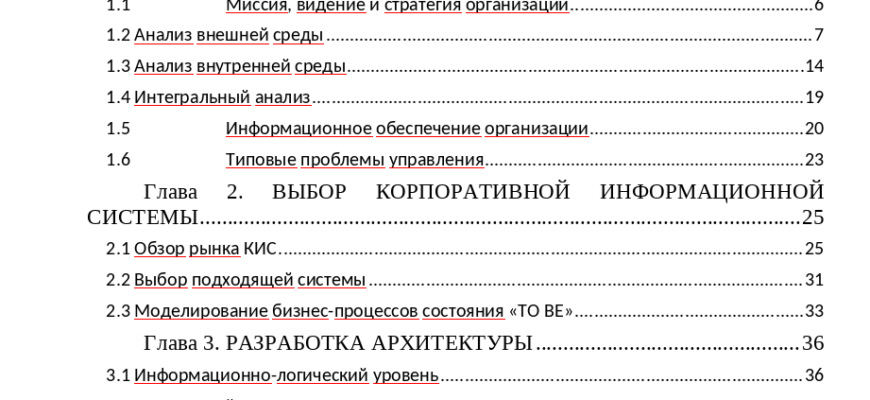 1.1 Миссия, видение и стратегия организации 6
1.2 Анализ внешней среды 7
1.3 Анализ внутренней среды 14
1.4 Интегральный анализ 19
1.5 Информационное обеспечение организации 20
1.6 Типовые проблемы управления 23
Глава 2. ВЫБОР КОРПОРАТИВНОЙ ИНФОРМАЦИОННОЙ
СИСТЕМЫ 25
2.1 Обзор рынка КИС 25
2.2 Выбор подходящей системы 31
2.3 Моделирование бизнес-процессов состояния «TO BE» 33
Глава 3. РАЗРАБОТКА АРХИТЕКТУРЫ 36
3.1 Информационно-логический уровень 36